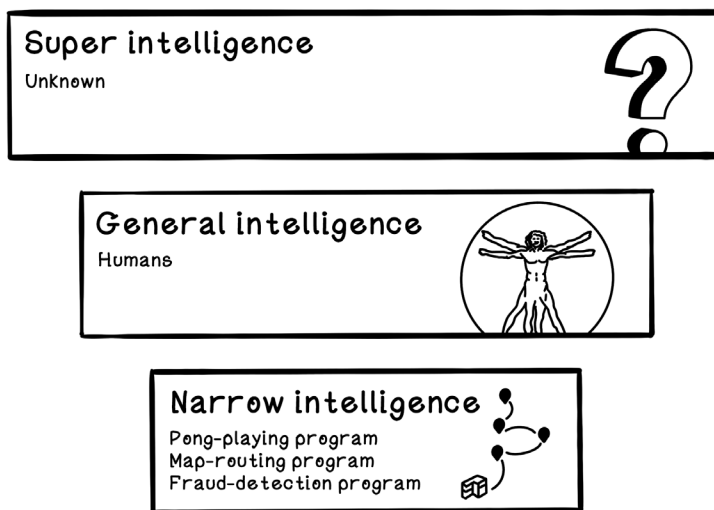 Super intelligence
Unknown
General intelligence
Humans
Narrow intelligence
Pong-playing program
Map-routing program
Fraud-detection program